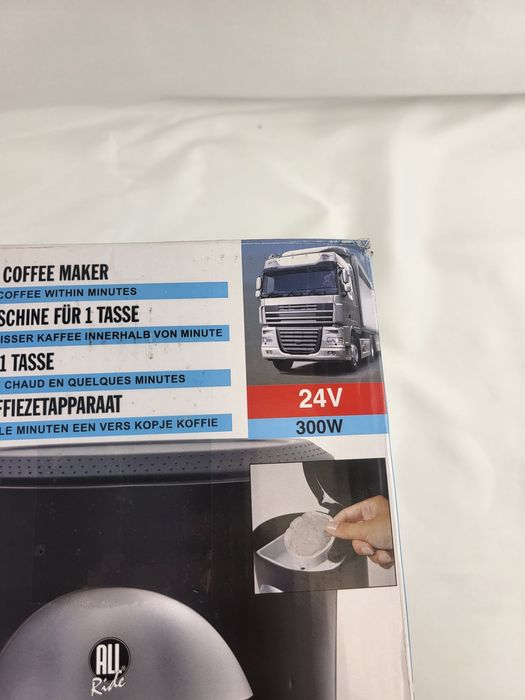 COFFEE MAKER
COFFEE WITHIN MINUTES
SCHINE FÜR 1 TASSE
ISSER KAFFEE INNERHALB VON MINUTE
1 TASSE
CHAUD EN QUELQUES MINUTES
FFIEZETAPPARAAT
LE MINUTEN EEN VERS KOPJE KOFFIE
24V
300W
ALL
Ride